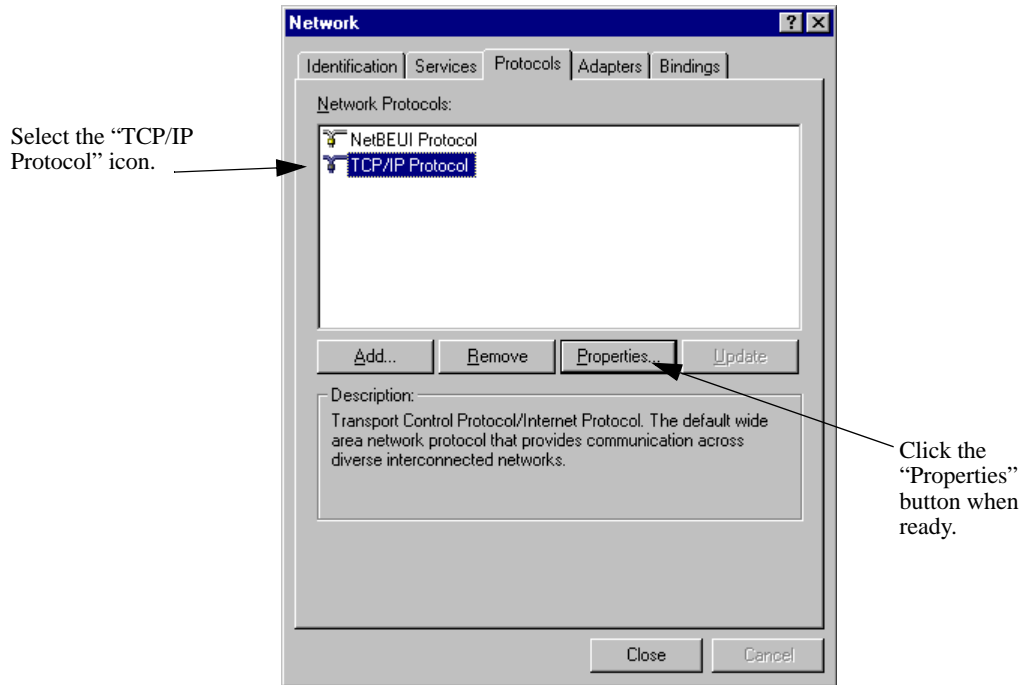 Network
Identification Services Protocols Adapters Bindings
Network Protocols:
Select the “TCP/IP
Protocol” icon.
NetBEUI Protocol
TCP/IP Protocol
Add... Remove Properties... Update
Description:
Transport Control Protocol/Internet Protocol. The default wide
area network protocol that provides communication across
diverse interconnected networks.
Click the
“Properties”
button when
ready.
Close Cancel